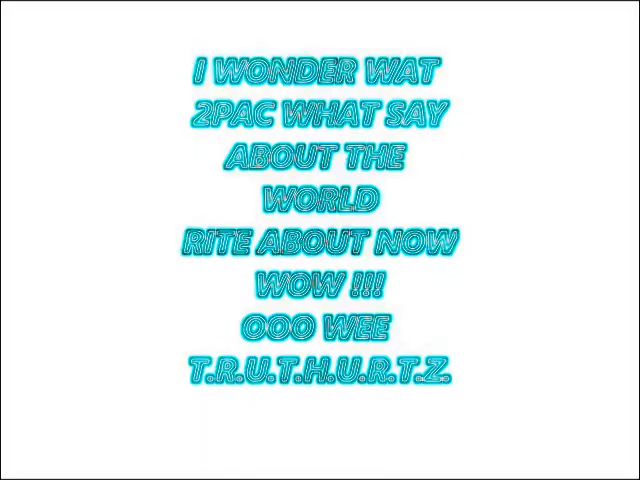 I WONDER WAT
2PAC WHAT SAY
ABOUT THE
WORLD
RITE ABOUT NOW
WOW !!!
OOO WEE
T.R.U.T.H.U.R.T.Z.